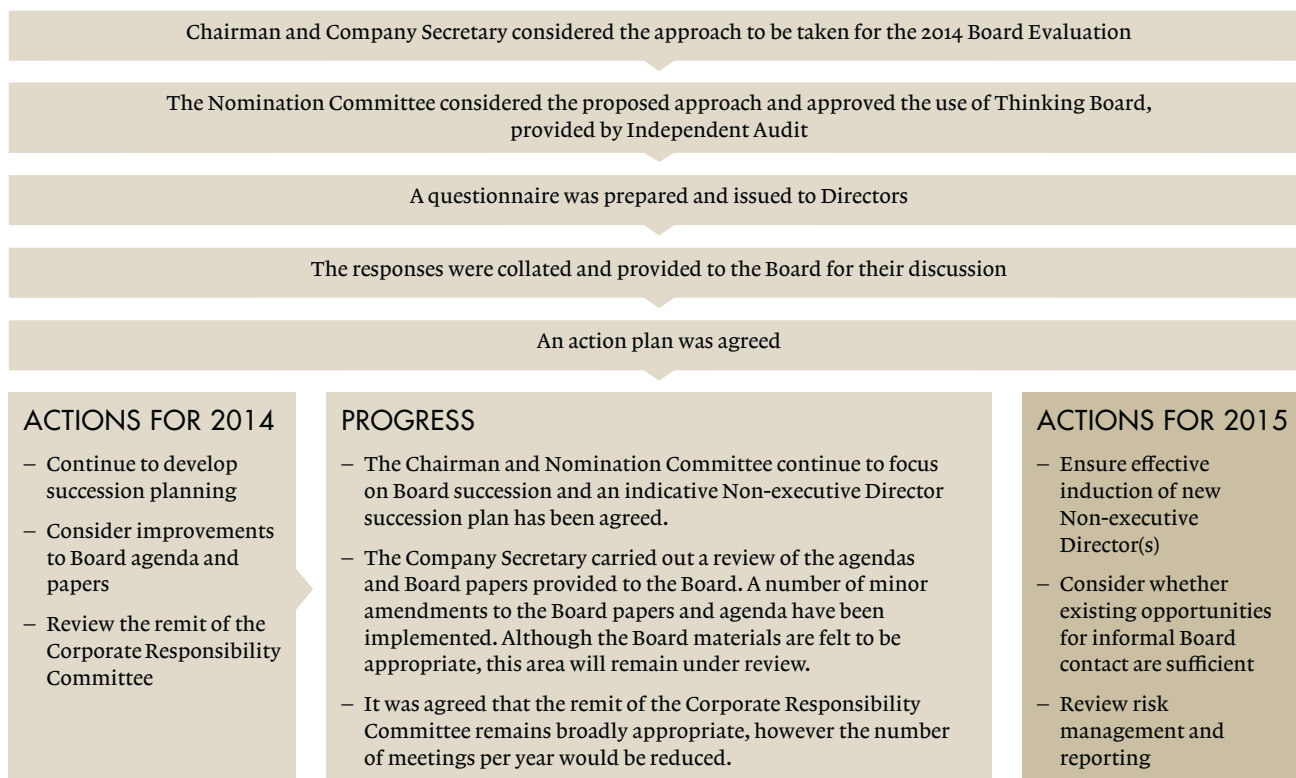 Chairman and Company Secretary considered the approach to be taken for the 2014 Board Evaluation
The Nomination Committee considered the proposed approach and approved the use of Thinking Board,
provided by Independent Audit
A questionnaire was prepared and issued to Directors
The responses were collated and provided to the Board for their discussion
An action plan was agreed
ACTIONS FOR 2014
– Continue to develop
succession planning
– Consider improvements
to Board agenda and
papers
– Review the remit of the
Corporate Responsibility
Committee
PROGRESS
– The Chairman and Nomination Committee continue to focus
on Board succession and an indicative Non-executive Director
succession plan has been agreed.
– The Company Secretary carried out a review of the agendas
and Board papers provided to the Board. A number of minor
amendments to the Board papers and agenda have been
implemented. Although the Board materials are felt to be
appropriate, this area will remain under review.
– It was agreed that the remit of the Corporate Responsibility
Committee remains broadly appropriate, however the number
of meetings per year would be reduced.
ACTIONS FOR 2015
– Ensure effective
induction of new
Non-executive
Director(s)
– Consider whether
existing opportunities
for informal Board
contact are sufficient
– Review risk
management and
reporting